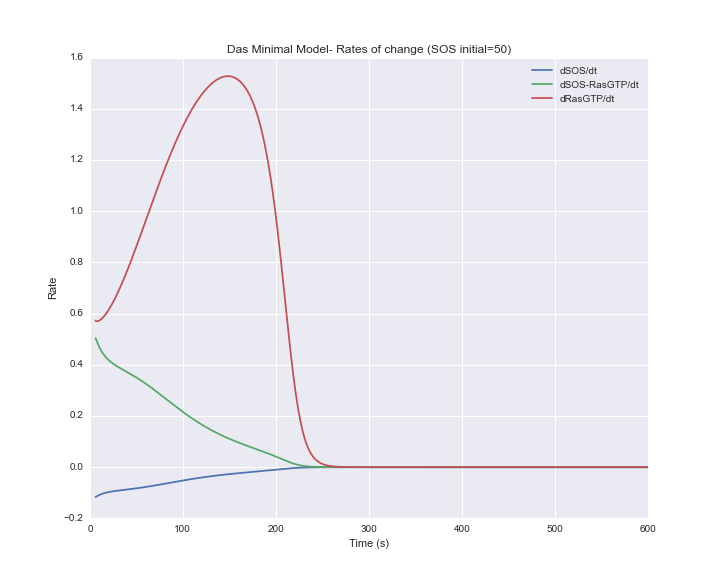 Das Minimal Model- Rates of change (SOS initial=50)
1.6
1.4
1.2
1.0
0.8
0.6
0.4
0.2
0.0
−0.2
Rate
dSOS/dt
dSOS-RasGTP/dt
dRasGTP/dt
0 100 200 300 400 500 600
Time (s)